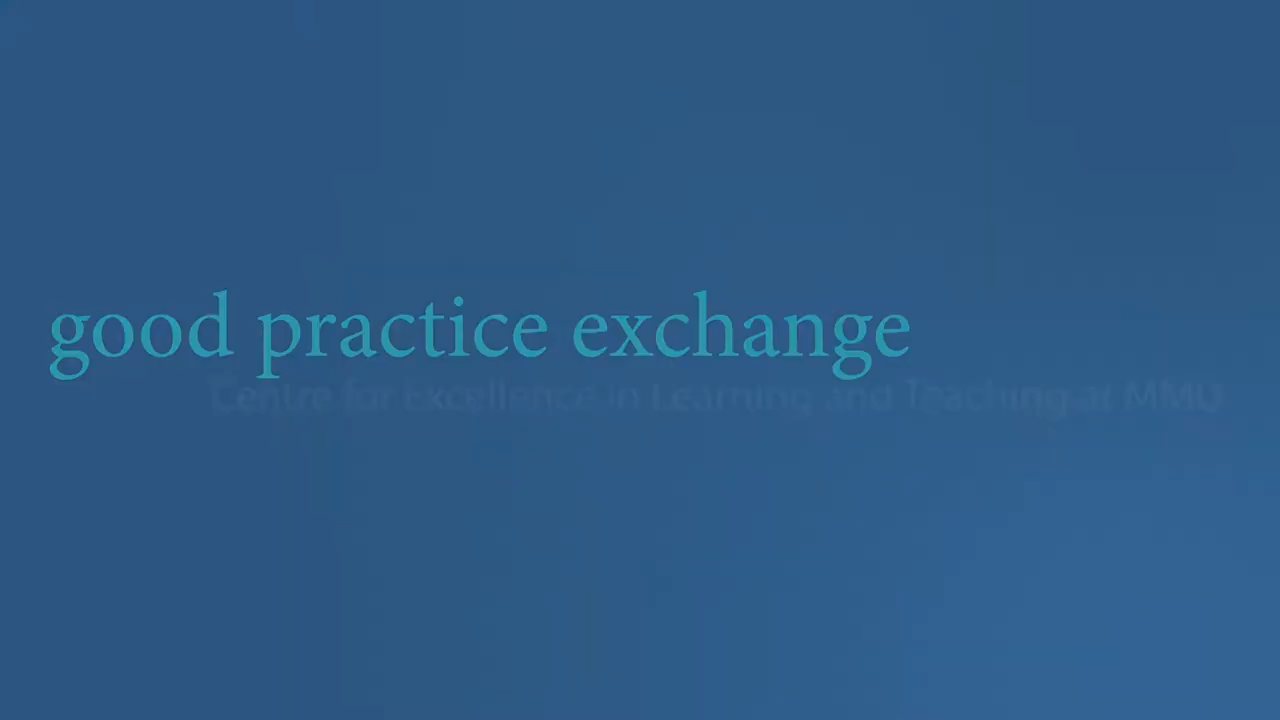 good practice exchange
Centre for Excellence in Learning and Teaching at MMU